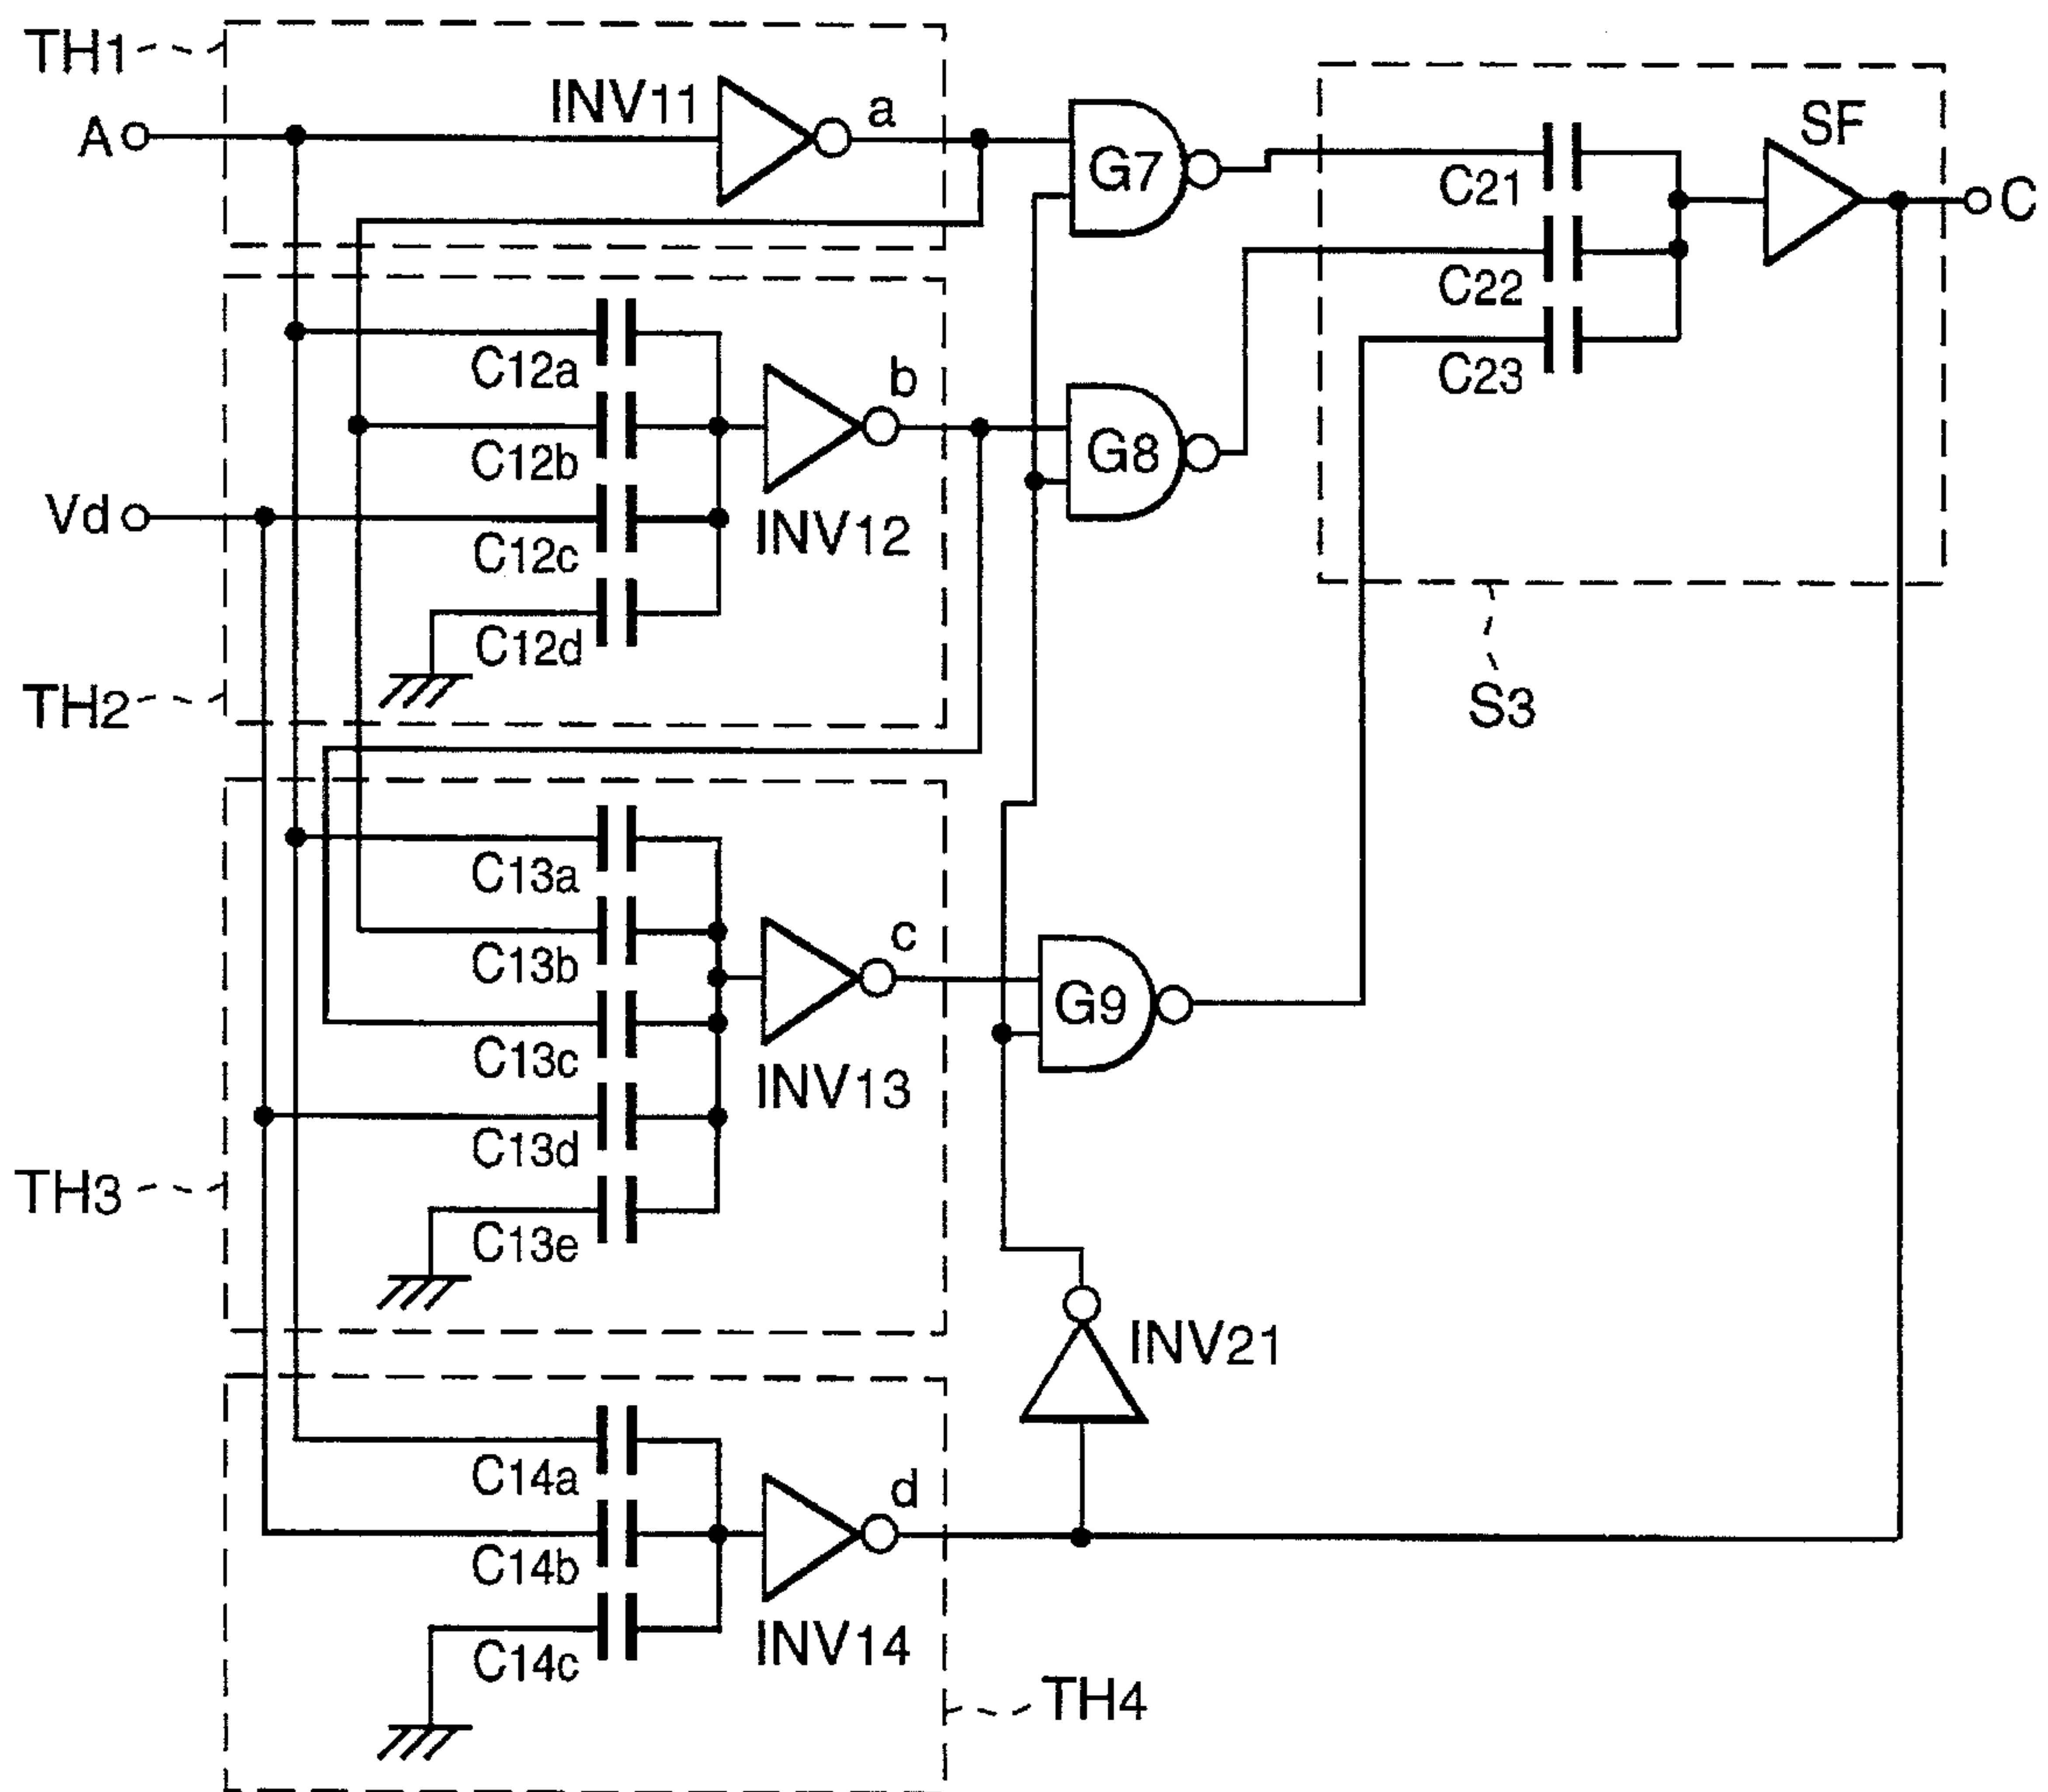 TH1
INV11
a
A
G7
SF
C21
C
C22
C12a
b
C23
C12b
G8
Vd
INV12
C12c
C12d
TH2
S3
C13a
c
C13b
G9
C13c
INV13
C13d
TH3
C13e
INV21
C14a
d
C14b
INV14
C14c
TH4